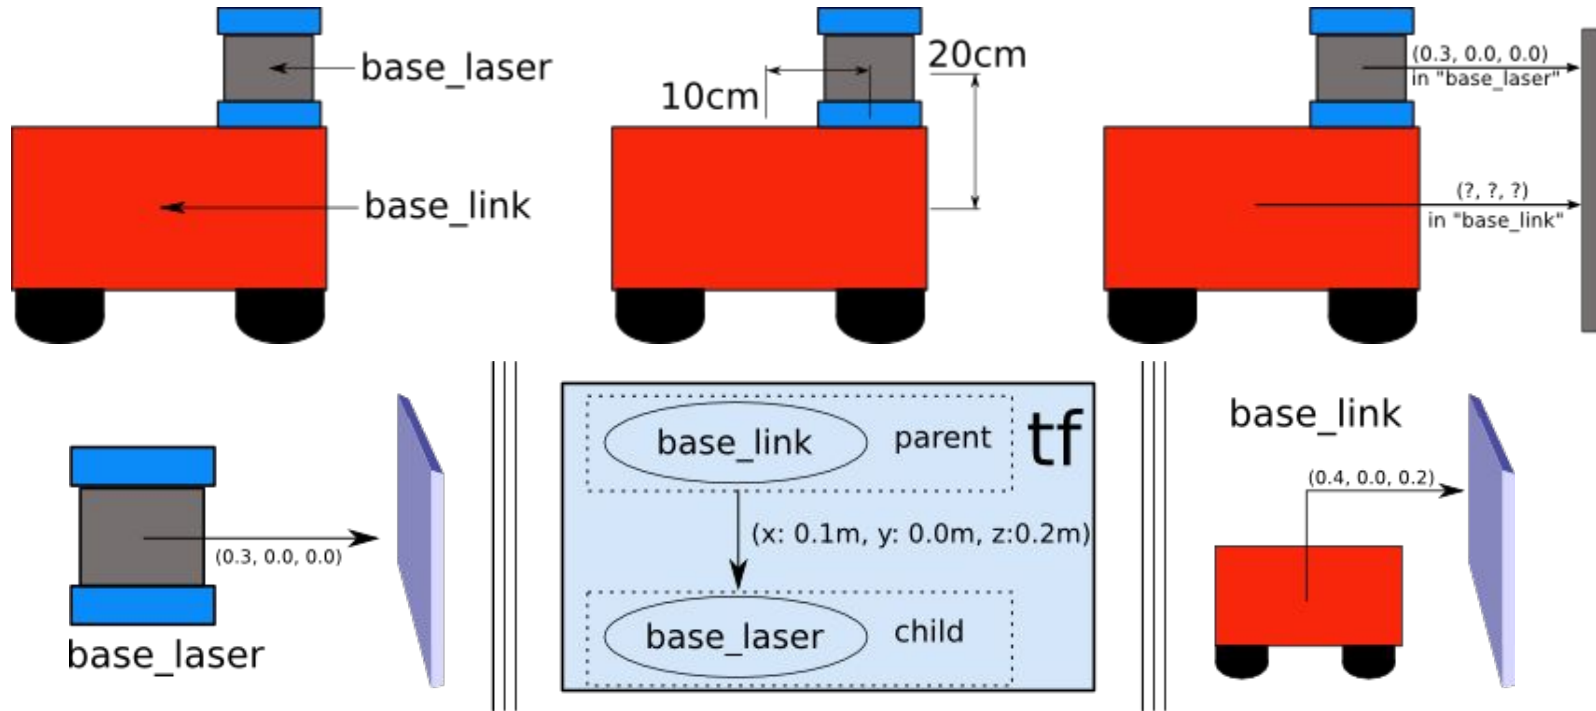 base_laser
base_link
20cm
10cm
(0.3, 0.0, 0.0)
in "base_laser"
(?, ?, ?)
in "base_link"
(0.3, 0.0, 0.0)
base_laser
tf
base_link
parent
(x: 0.1m, y: 0.0m, z:0.2m)
base_laser
child
base_link
(0.4, 0.0, 0.2)